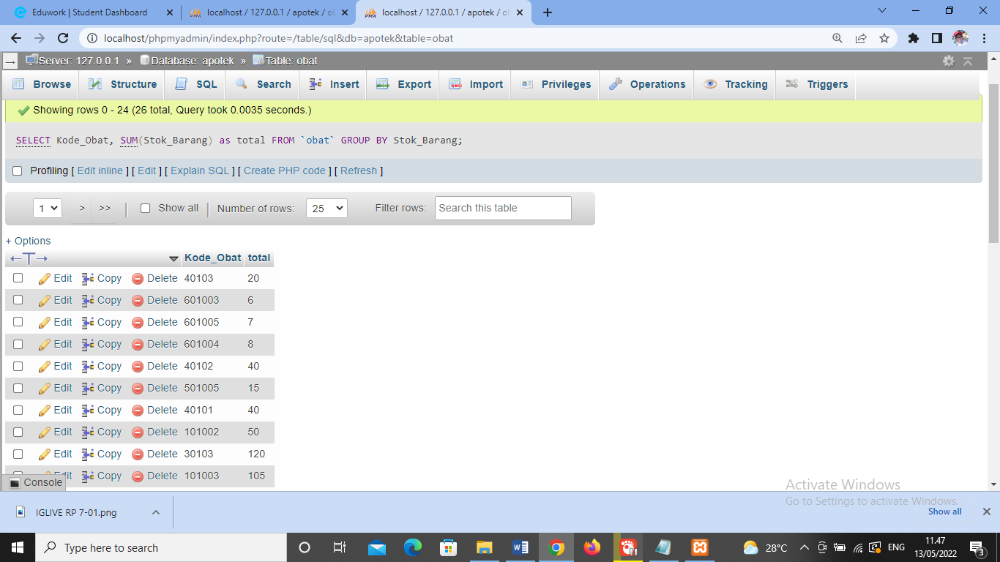 Eduwork | Student Dashboard
localhost / 127.0.0.1 / apotek / o
localhost / 127.0.0.1 / apotek / o
localhost/phpmyadmin/index.php?route=/table/sql&db=apotek&table=obat
Server: 127.0.0.1 » Database: apotek » Table: obat
Browse Structure SQL Search Insert Export Import Privileges Operations Tracking Triggers
Showing rows 0 - 24 (26 total, Query took 0.0035 seconds.)
SELECT Kode_Obat, SUM(Stok_Barang) as total FROM `obat` GROUP BY Stok_Barang;
Profiling [ Edit inline ] [ Edit ] [ Explain SQL ] [ Create PHP code ] [ Refresh ]
1 > >> | Show all | Number of rows: 25 Filter rows: Search this table
+ Options
←T→ Kode_Obat total
Edit Copy Delete 40103 20
Edit Copy Delete 601003 6
Edit Copy Delete 601005 7
Edit Copy Delete 601004 8
Edit Copy Delete 40102 40
Edit Copy Delete 501005 15
Edit Copy Delete 40101 40
Edit Copy Delete 101002 50
Edit Copy Delete 30103 120
Edit Copy Delete 101003 105
Console
Activate Windows
Go to Settings to activate Windows.
IGLIVE RP 7-01.png
Show all
Type here to search
28°C
ENG
11.47
13/05/2022
3